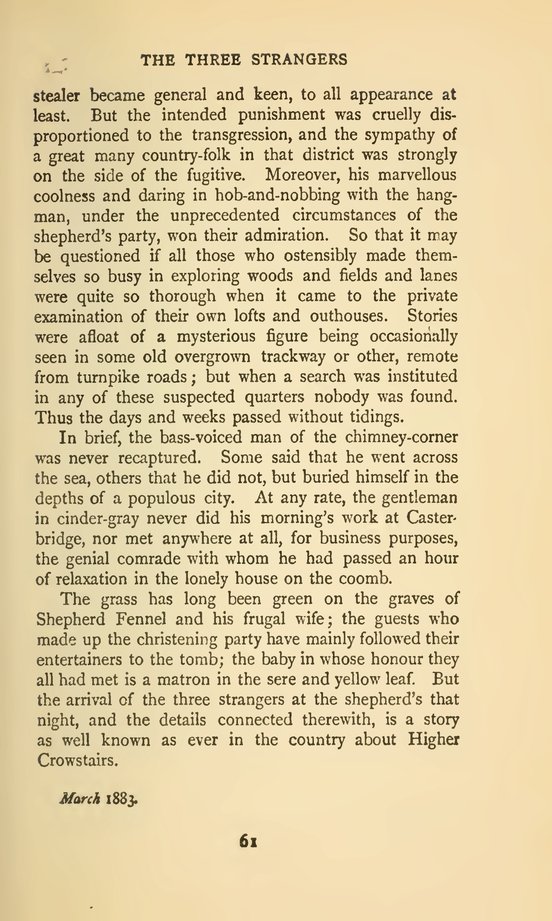 THE THREE STRANGERS
stealer became general and keen, to all appearance at
least. But the intended punishment was cruelly dis-
proportioned to the transgression, and the sympathy of
a great many country-folk in that district was strongly
on the side of the fugitive. Moreover, his marvellous
coolness and daring in hob-and-nobbing with the hang-
man, under the unprecedented circumstances of the
shepherd's party, won their admiration. So that it may
be questioned if all those who ostensibly made them-
selves so busy in exploring woods and fields and lanes
were quite so thorough when it came to the private
examination of their own lofts and outhouses. Stories
were afloat of a mysterious figure being occasionally
seen in some old overgrown trackway or other, remote
from turnpike roads; but when a search was instituted
in any of these suspected quarters nobody was found.
Thus the days and weeks passed without tidings.
In brief, the bass-voiced man of the chimney-corner
was never recaptured. Some said that he went across
the sea, others that he did not, but buried himself in the
depths of a populous city. At any rate, the gentleman
in cinder-gray never did his morning's work at Caster-
bridge, nor met anywhere at all, for business purposes,
the genial comrade with whom he had passed an hour
of relaxation in the lonely house on the coomb.
The grass has long been green on the graves of
Shepherd Fennel and his frugal wife; the guests who
made up the christening party have mainly followed their
entertainers to the tomb; the baby in whose honour they
all had met is a matron in the sere and yellow leaf. But
the arrival of the three strangers at the shepherd's that
night, and the details connected therewith, is a story
as well known as ever in the country about Higher
Crowstairs.
March 1883.
61